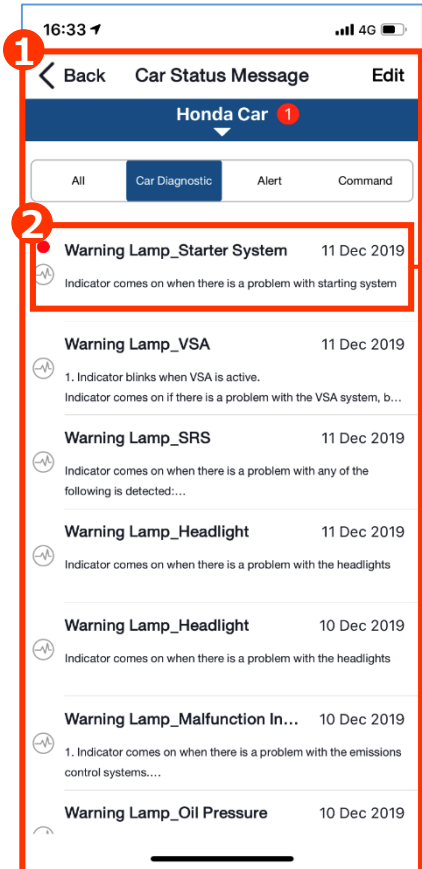 16:33
4G
1
Back Car Status Message Edit
Honda Car 1
All Car Diagnostic Alert Command
2
Warning Lamp_Starter System 11 Dec 2019
Indicator comes on when there is a problem with starting system
Warning Lamp_VSA 11 Dec 2019
1. Indicator blinks when VSA is active.
Indicator comes on if there is a problem with the VSA system, b...
Warning Lamp_SRS 11 Dec 2019
Indicator comes on when there is a problem with any of the
following is detected:...
Warning Lamp_Headlight 11 Dec 2019
Indicator comes on when there is a problem with the headlights
Warning Lamp_Headlight 10 Dec 2019
Indicator comes on when there is a problem with the headlights
Warning Lamp_Malfunction In... 10 Dec 2019
1. Indicator comes on when there is a problem with the emissions
control systems....
Warning Lamp_Oil Pressure 10 Dec 2019